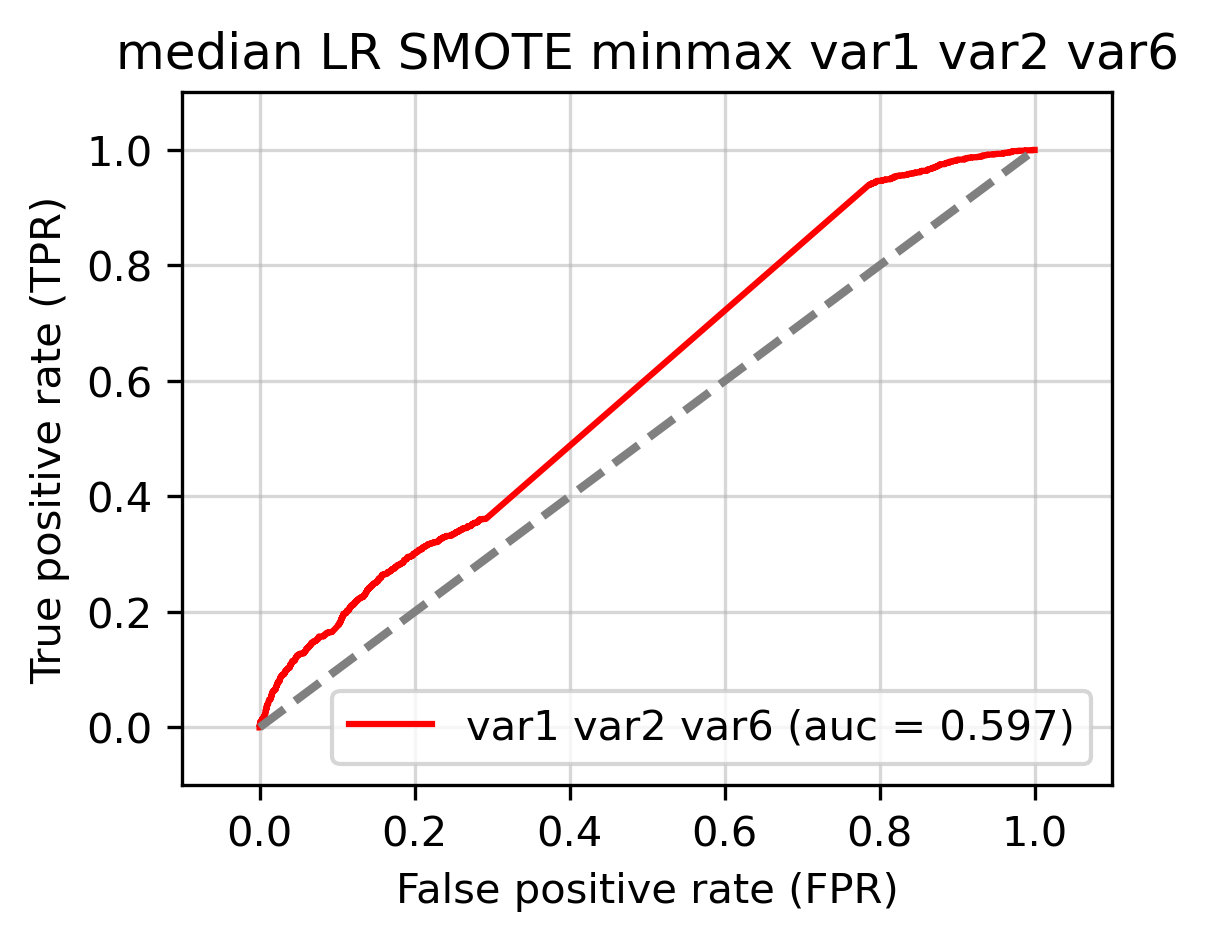 median LR SMOTE minmax var1 var2 var6
True positive rate (TPR)
1.0
0.8
0.6
0.4
0.2
0.0
var1 var2 var6 (auc = 0.597)
0.0 0.2 0.4 0.6 0.8 1.0
False positive rate (FPR)